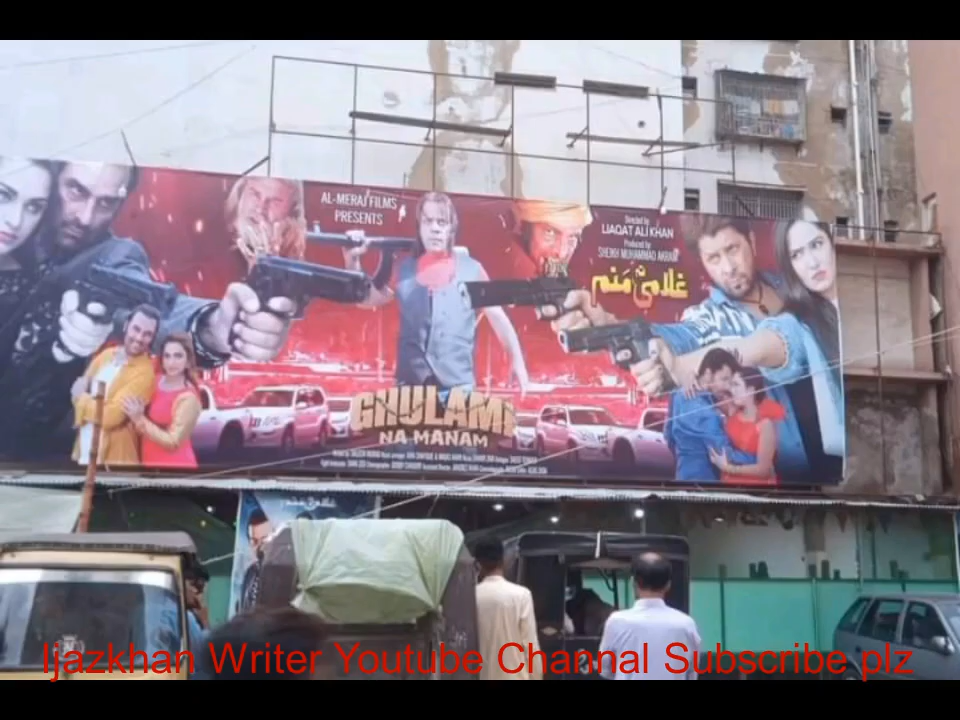 AL-MERAJ FILMS
PRESENTS
Directed by
LIAQAT ALI KHAN
Produced by
SHEIKH MUHAMMAD AKRAM
غلامی نہ منم
GHULAMI
NA MANAM
Ijazkhan Writer Youtube Channal Subscribe plz